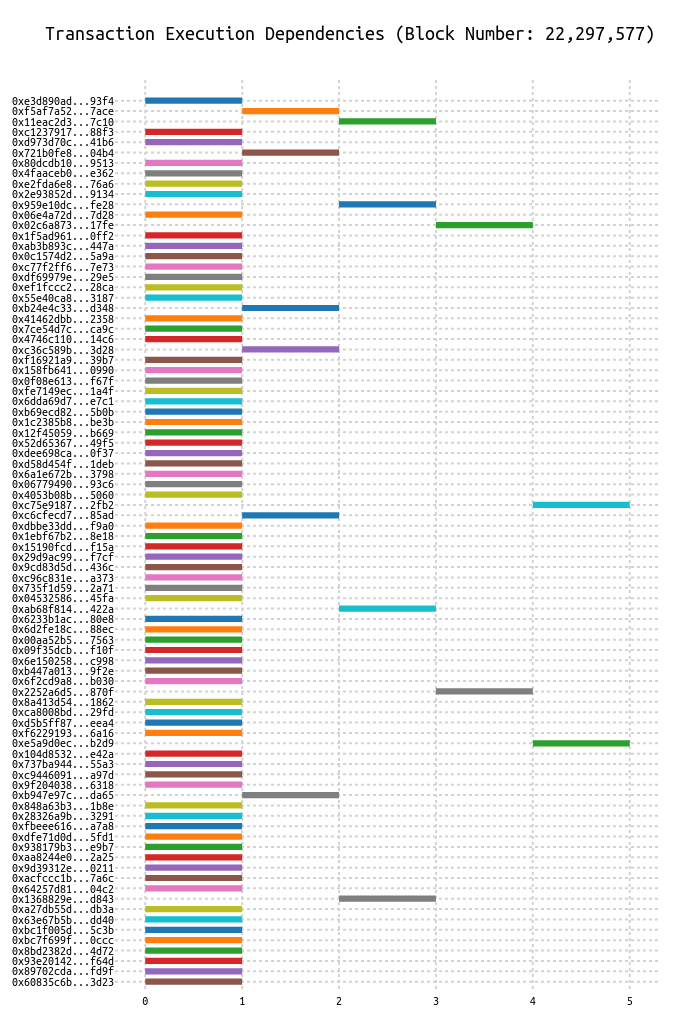 Transaction Execution Dependencies (Block Number: 22,297,577)
0xe3d890ad...93f4
0xf5af7a52...7ace
0x11eac2d3...7c10
0xc1237917...88f3
0xd973d70c...41b6
0x721b0fe8...04b4
0x80dcdb10...9513
0x4faaceb0...e362
0xe2fda6e8...76a6
0x2e93852d...9134
0x959e10dc...fe28
0x06e4a72d...7d28
0x02c6a873...17fe
0x1f5ad961...0ff2
0xab3b893c...447a
0x0c1574d2...5a9a
0xc77f2ff6...7e73
0xdf69979e...29e5
0xef1fccc2...28ca
0x55e40ca8...3187
0xb24e4c33...d348
0x41462dbb...2358
0x7ce54d7c...ca9c
0x4746c110...14c6
0xc36c589b...3d28
0xf16921a9...39b7
0x158fb641...0990
0x0f08e613...f67f
0xfe7149ec...1a4f
0x6dda69d7...e7c1
0xb69ecd82...5b0b
0x1c2385b8...be3b
0x12f45059...b669
0x52d65367...49f5
0xdee698ca...0f37
0xd58d454f...1deb
0x6a1e672b...3798
0x06779490...93c6
0x4053b08b...5060
0xc75e9187...2fb2
0xc6cfecd7...85ad
0xdbbe33dd...f9a0
0x1ebf67b2...8e18
0x15190fcd...f15a
0x29d9ac99...f7cf
0x9cd83d5d...436c
0xc96c831e...a373
0x735f1d59...2a71
0x04532586...45fa
0xab68f814...422a
0x6233b1ac...80e8
0x6d2fe18c...88ec
0x00aa52b5...7563
0x09f35dcb...f10f
0x6e150258...c998
0xb447a013...9f2e
0x6f2cd9a8...b030
0x2252a6d5...870f
0x8a413d54...1862
0xca8008bd...29fd
0xd5b5ff87...eea4
0xf6229193...6a16
0xe5a9d0ec...b2d9
0x104d8532...e42a
0x737ba944...55a3
0xc9446091...a97d
0x9f204038...6318
0xb947e97c...da65
0x848a63b3...1b8e
0x28326a9b...3291
0xfbeee616...a7a8
0xdfe71d0d...5fd1
0x938179b3...e9b7
0xaa8244e0...2a25
0x9d39312e...0211
0xacfccc1b...7a6c
0x64257d81...04c2
0x1368829e...d843
0xa27db55d...db3a
0x63e67b5b...dd40
0xbc1f005d...5c3b
0xbc7f699f...0ccc
0x8bd2382d...4d72
0x93e20142...f64d
0x89702cda...fd9f
0x60835c6b...3d23
0 1 2 3 4 5